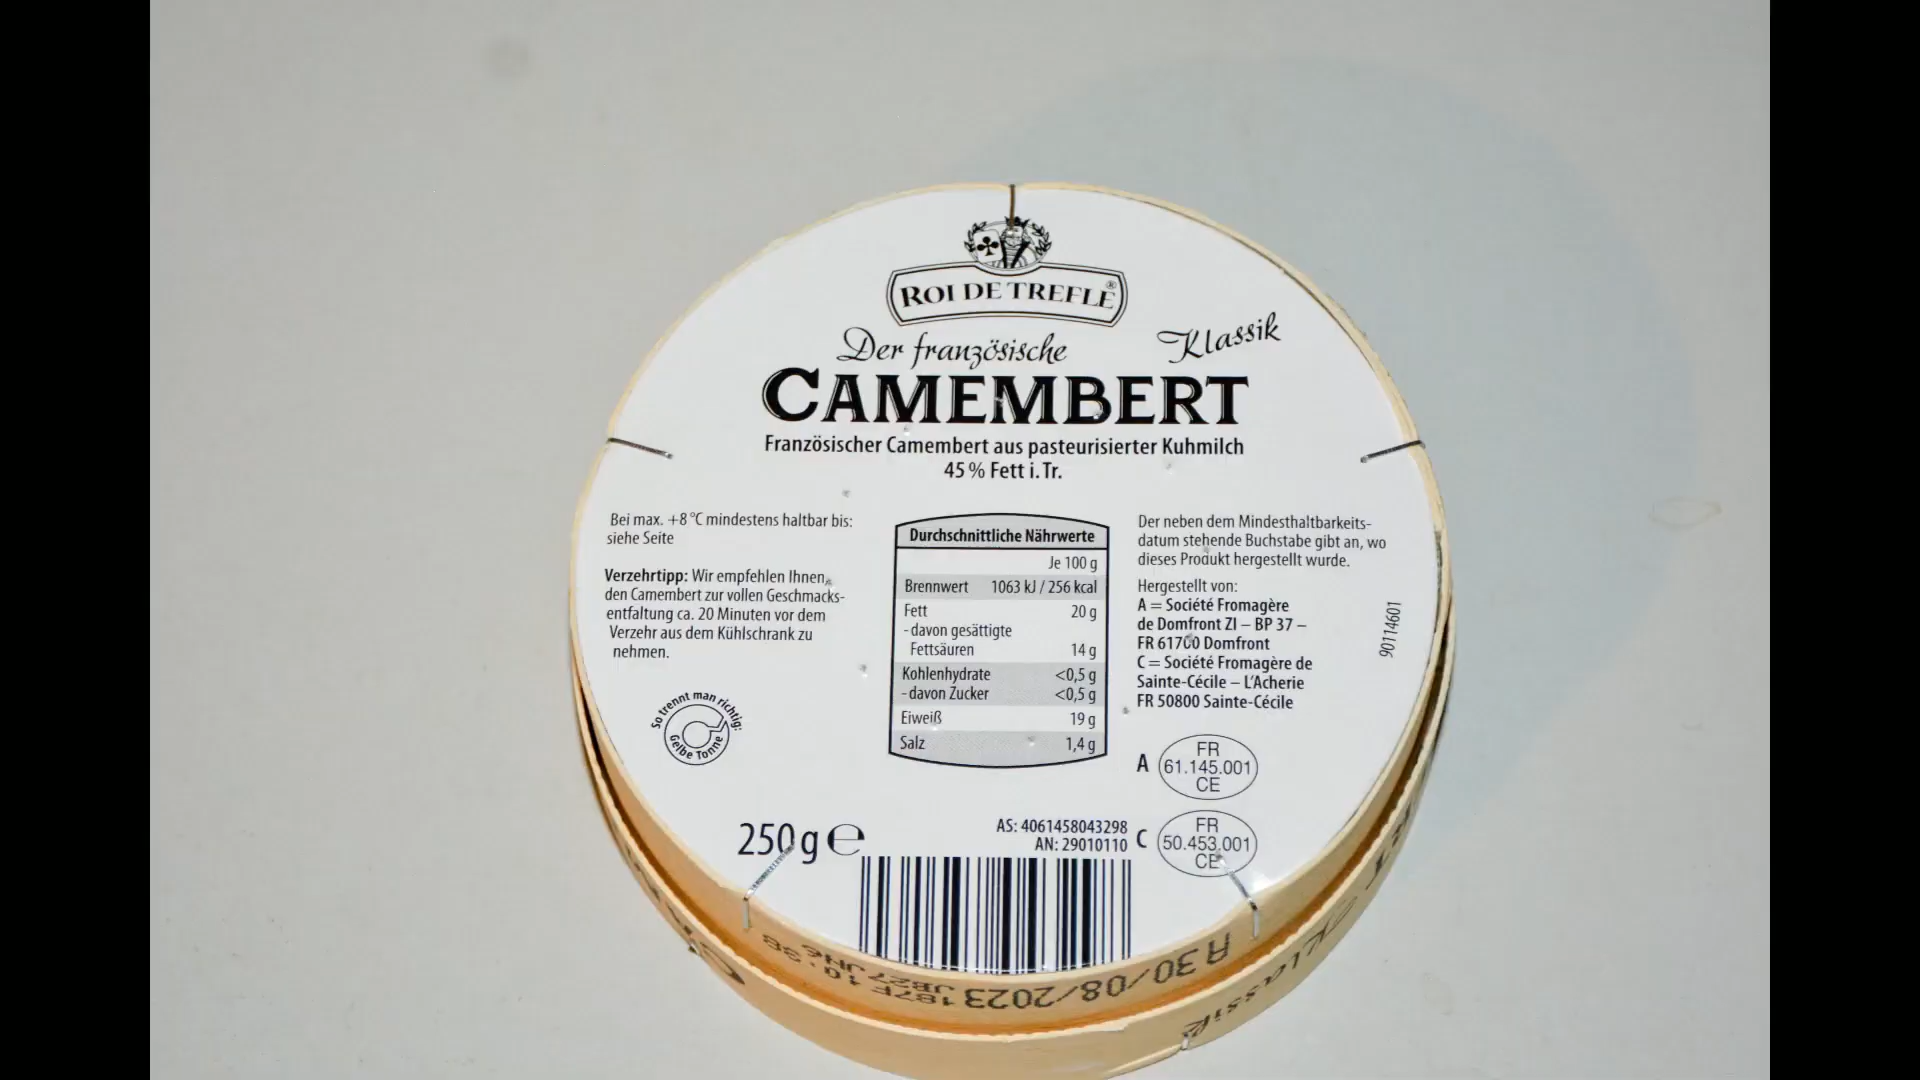 ROI DE TREFLE®
Der französische
Klassik
CAMEMBERT
Französischer Camembert aus pasteurisierter Kuhmilch
45 % Fett i. Tr.
Bei max. +8 °C mindestens haltbar bis:
siehe Seite
Verzehrtipp: Wir empfehlen Ihnen,
den Camembert zur vollen Geschmacks-
entfaltung ca. 20 Minuten vor dem
Verzehr aus dem Kühlschrank zu
nehmen.
So trennt man richtig:
Gelbe Tonne
Durchschnittliche Nährwerte
Je 100 g
Brennwert 1063 kJ / 256 kcal
Fett 20 g
- davon gesättigte
Fettsäuren 14 g
Kohlenhydrate <0,5 g
- davon Zucker <0,5 g
Eiweiß 19 g
Salz 1,4 g
Der neben dem Mindesthaltbarkeits-
datum stehende Buchstabe gibt an, wo
dieses Produkt hergestellt wurde.
Hergestellt von:
A = Société Fromagère
de Domfront ZI – BP 37 –
FR 61700 Domfront
C = Société Fromagère de
Sainte-Cécile – L'Acherie
FR 50800 Sainte-Cécile
90114601
A FR
61.145.001
CE
C FR
50.453.001
CE
250 g e
AS: 4061458043298
AN: 29010110
A 30/08/2023
Klassik